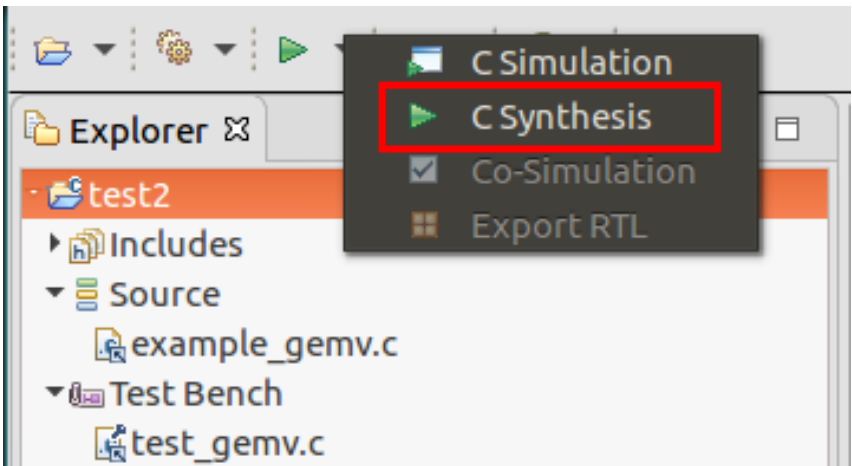 C Simulation
C Synthesis
Explorer
Co-Simulation
test2
Export RTL
Includes
Source
example_gemv.c
Test Bench
test_gemv.c